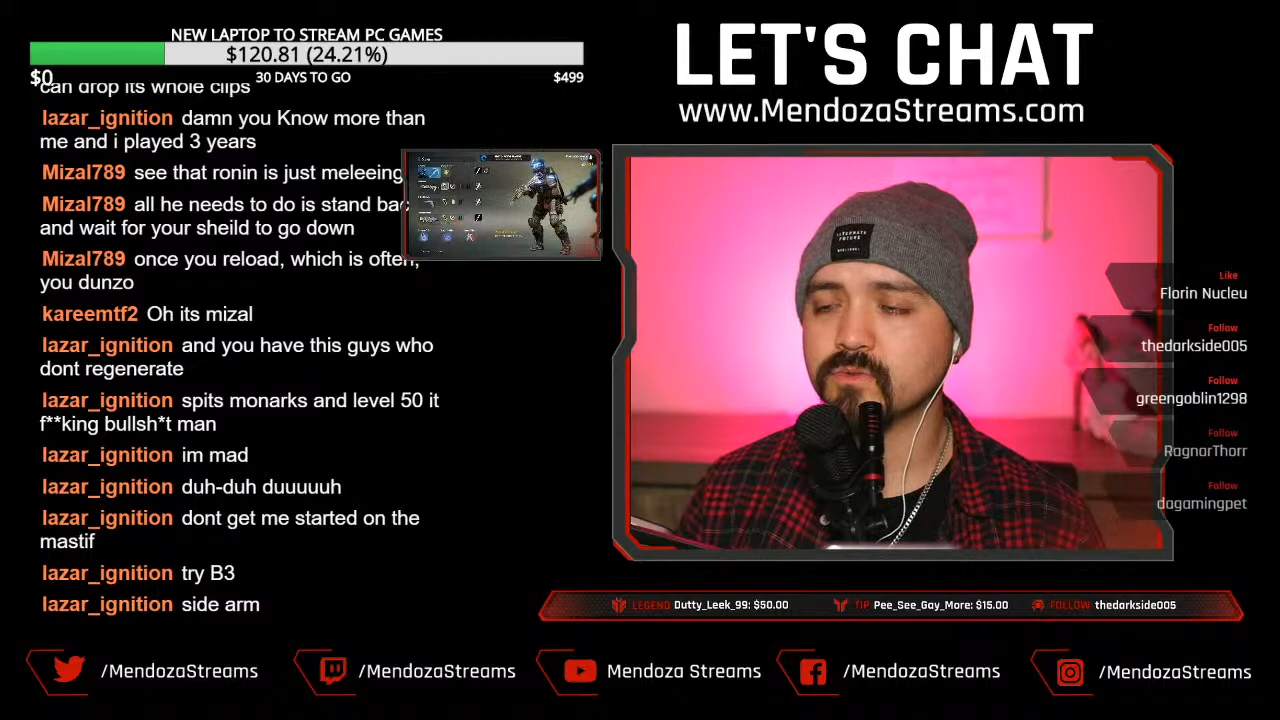 NEW LAPTOP TO STREAM PC GAMES
$120.81 (24.21%)
$0
30 DAYS TO GO
$499
can drop its whole clips
lazar_ignition damn you Know more than
me and i played 3 years
Mizal789 see that ronin is just meleeing
Mizal789 all he needs to do is stand bac
and wait for your sheild to go down
Mizal789 once you reload, which is often,
you dunzo
kareemtf2 Oh its mizal
lazar_ignition and you have this guys who
dont regenerate
lazar_ignition spits monarks and level 50 it
f**king bullsh*t man
lazar_ignition im mad
lazar_ignition duh-duh duuuuh
lazar_ignition dont get me started on the
mastif
lazar_ignition try B3
lazar_ignition side arm
LET'S CHAT
www.MendozaStreams.com
ALTERNATE
FUTURE
Like
Florin Nucleu
Follow
thedarkside005
Follow
greengoblin1298
Follow
RagnarThorr
Follow
dagamingpet
LEGEND Dutty_Leek_99: $50.00
TIP Pee_See_Gay_More: $15.00
FOLLOW thedarkside005
/MendozaStreams
/MendozaStreams
Mendoza Streams
/MendozaStreams
/MendozaStreams